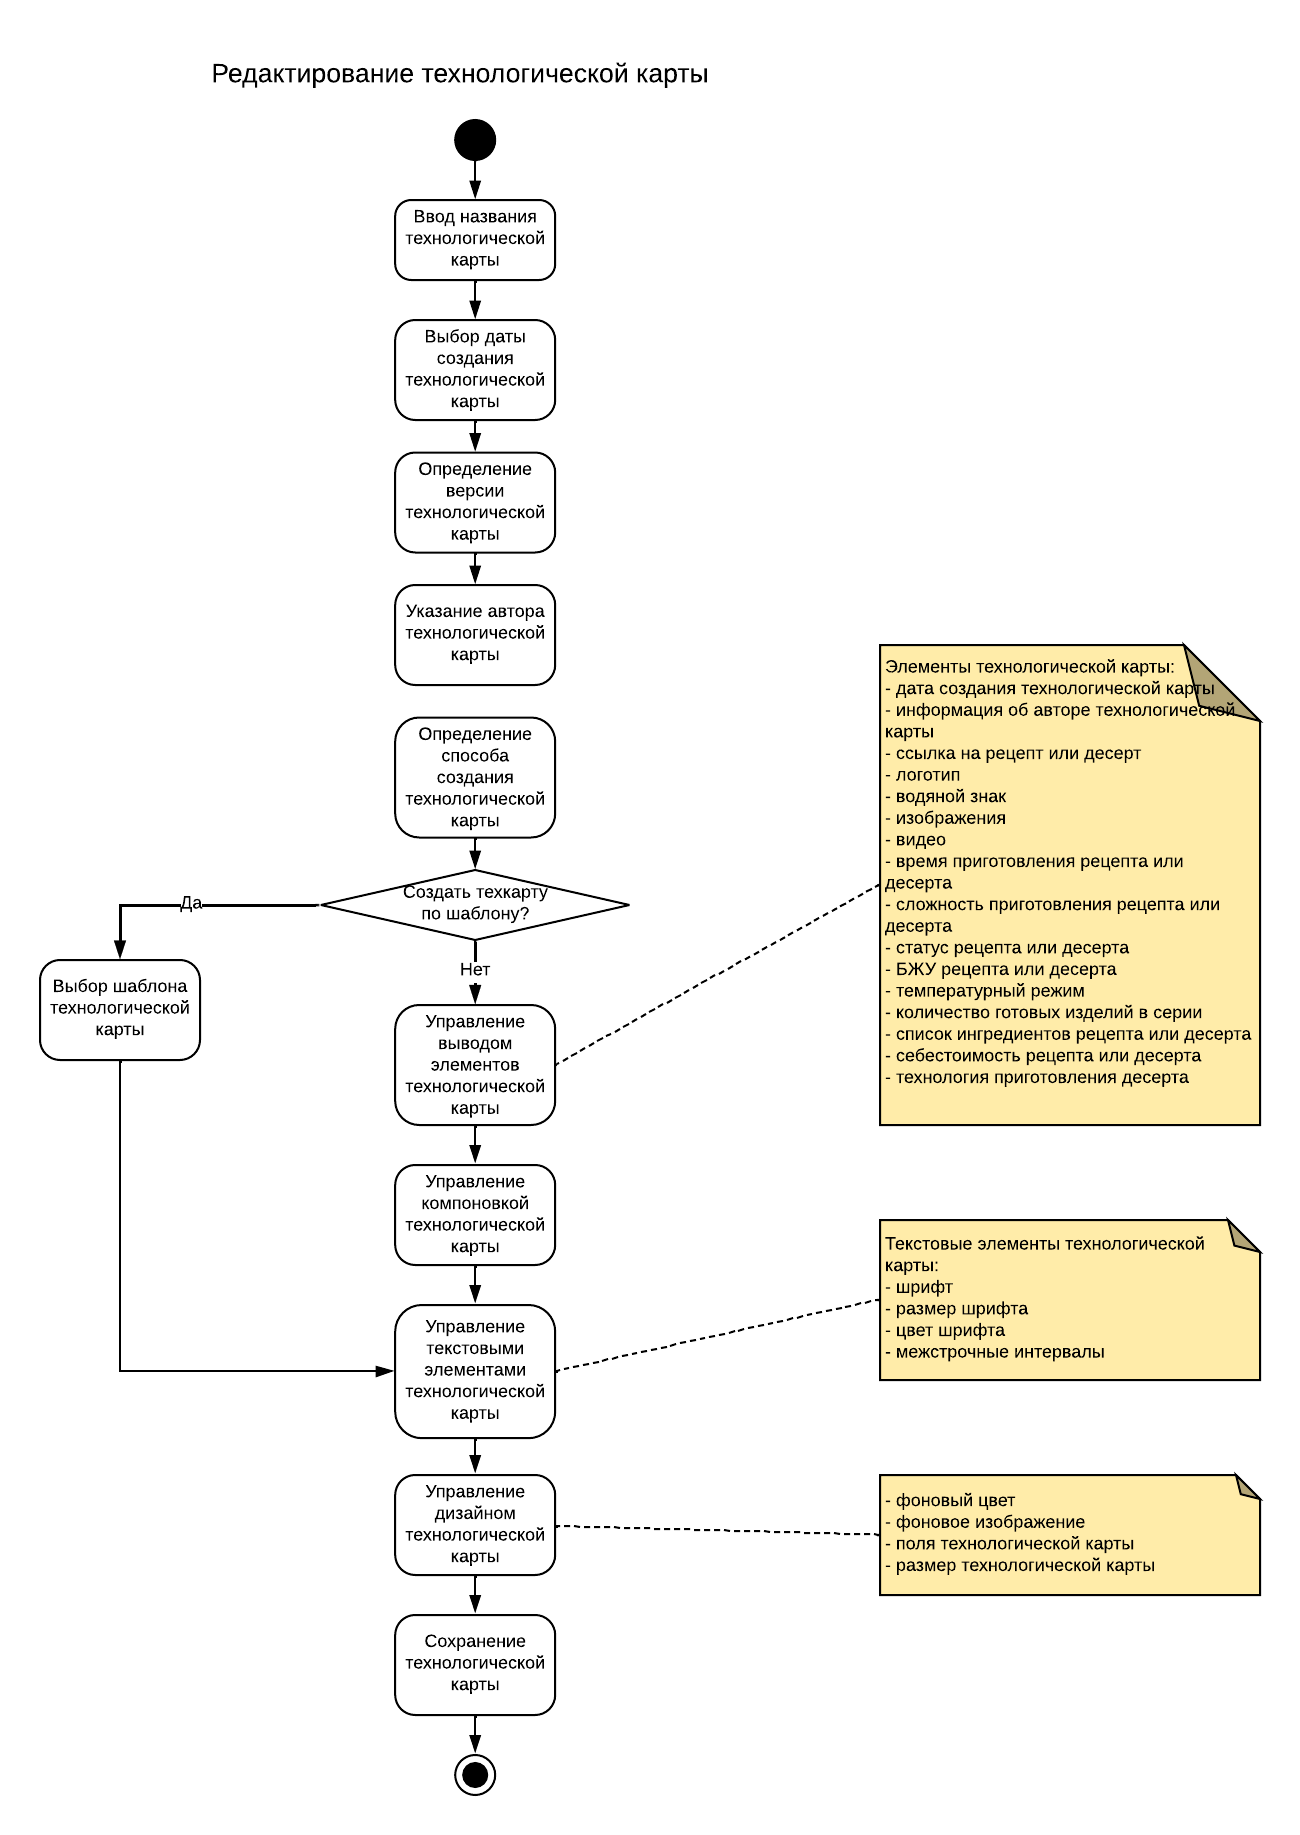 Редактирование технологической карты
Ввод названия
технологической
карты
Выбор даты
создания
технологической
карты
Определение
версии
технологической
карты
Указание автора
технологической
карты
Определение
способа
создания
технологической
карты
Создать техкарту
по шаблону?
Да
Нет
Выбор шаблона
технологической
карты
Управление
выводом
элементов
технологической
карты
Управление
компоновкой
технологической
карты
Управление
текстовыми
элементами
технологической
карты
Управление
дизайном
технологической
карты
Сохранение
технологической
карты
Элементы технологической карты:
- дата создания технологической карты
- информация об авторе технологической
карты
- ссылка на рецепт или десерт
- логотип
- водяной знак
- изображения
- видео
- время приготовления рецепта или
десерта
- сложность приготовления рецепта или
десерта
- статус рецепта или десерта
- БЖУ рецепта или десерта
- температурный режим
- количество готовых изделий в серии
- список ингредиентов рецепта или десерта
- себестоимость рецепта или десерта
- технология приготовления десерта
Текстовые элементы технологической
карты:
- шрифт
- размер шрифта
- цвет шрифта
- межстрочные интервалы
- фоновый цвет
- фоновое изображение
- поля технологической карты
- размер технологической карты